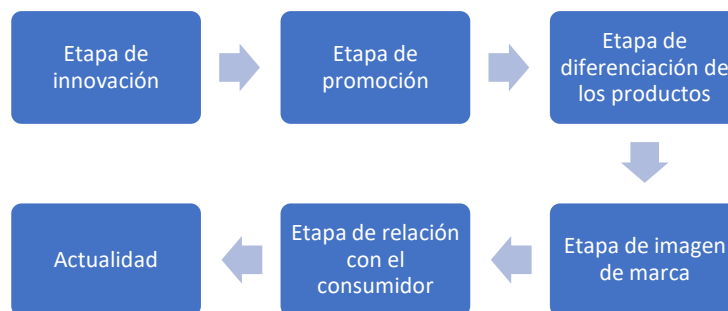 Etapa de
innovación
Etapa de
promoción
Etapa de
diferenciación de
los productos
Etapa de imagen
de marca
Etapa de relación
con el
consumidor
Actualidad